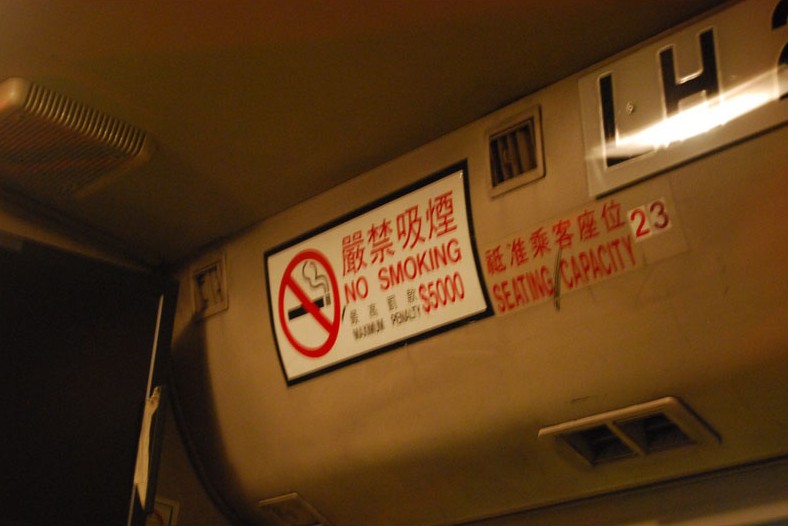 嚴禁吸煙
NO SMOKING
最高罰款
MAXIMUM PENALTY $5000
祗准乘客座位 23
SEATING CAPACITY
LH